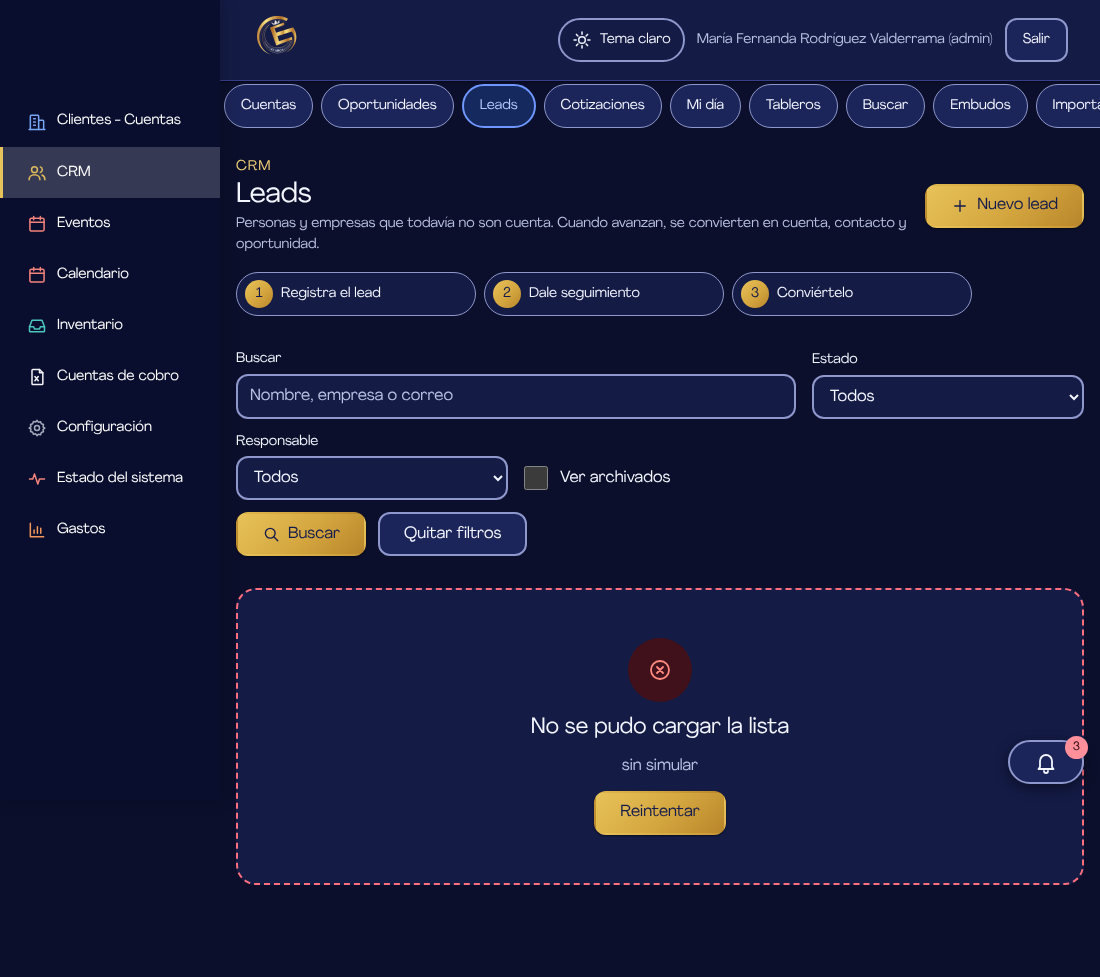 Tema claro
María Fernanda Rodríguez Valderrama (admin)
Salir
Clientes - Cuentas
CRM
Eventos
Calendario
Inventario
Cuentas de cobro
Configuración
Estado del sistema
Gastos
Cuentas
Oportunidades
Leads
Cotizaciones
Mi día
Tableros
Buscar
Embudos
CRM
Leads
Personas y empresas que todavía no son cuenta. Cuando avanzan, se convierten en cuenta, contacto y
oportunidad.
Nuevo lead
1 Registra el lead
2 Dale seguimiento
3 Conviértelo
Buscar
Nombre, empresa o correo
Estado
Todos
Responsable
Todos
Ver archivados
Buscar
Quitar filtros
No se pudo cargar la lista
sin simular
Reintentar
3